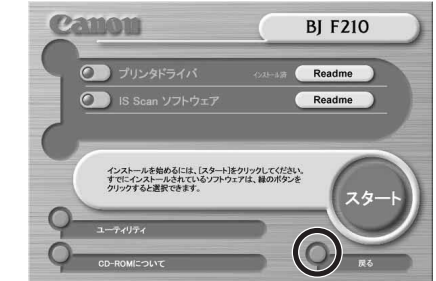 Canon
BJ F210
プリンタドライバ インストール済 Readme
IS Scan ソフトウェア Readme
インストールを始めるには、[スタート]をクリックしてください。
すでにインストールされているソフトウェアは、緑のボタンを
クリックすると選択できます。
スタート
ユーティリティ
CD-ROMについて
戻る